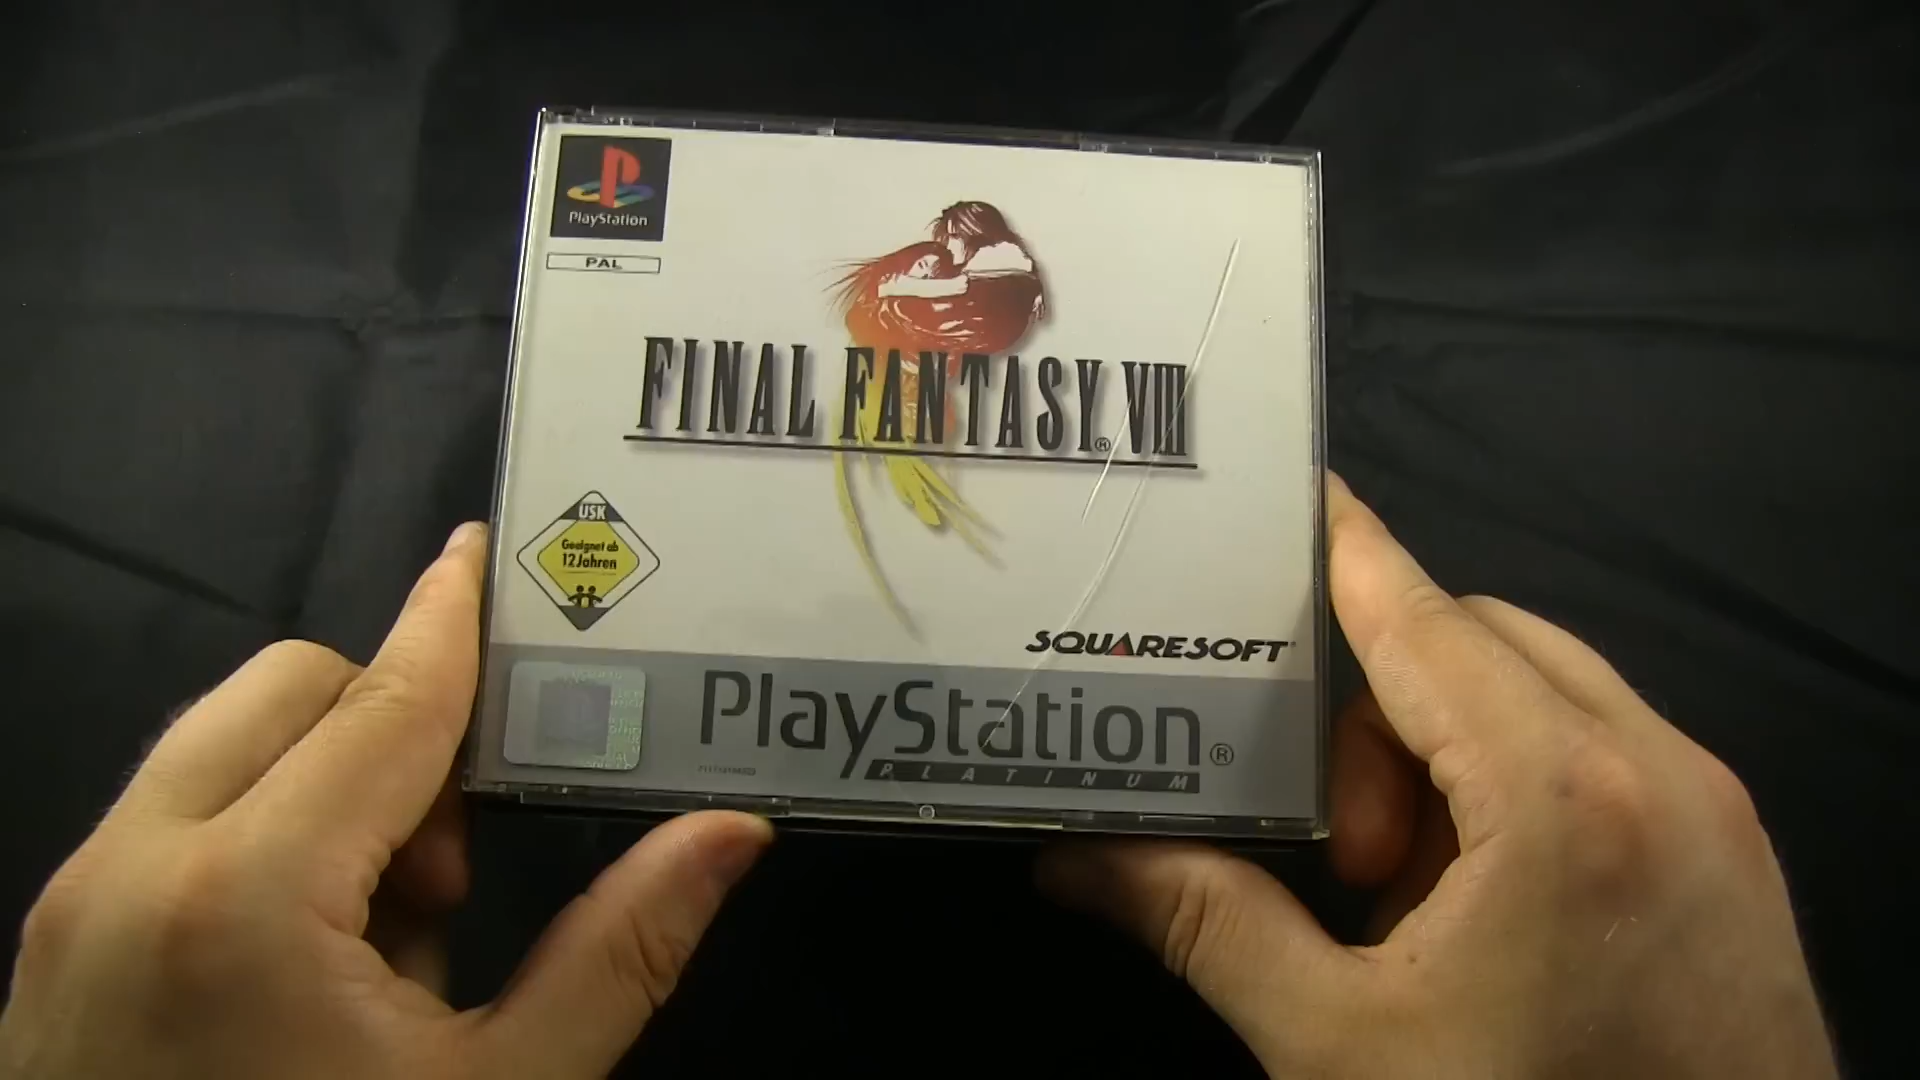 PlayStation
PAL
FINAL FANTASY® VIII
USK
Geeignet ab
12 Jahren
SQUARESOFT
PlayStation®
PLATINUM